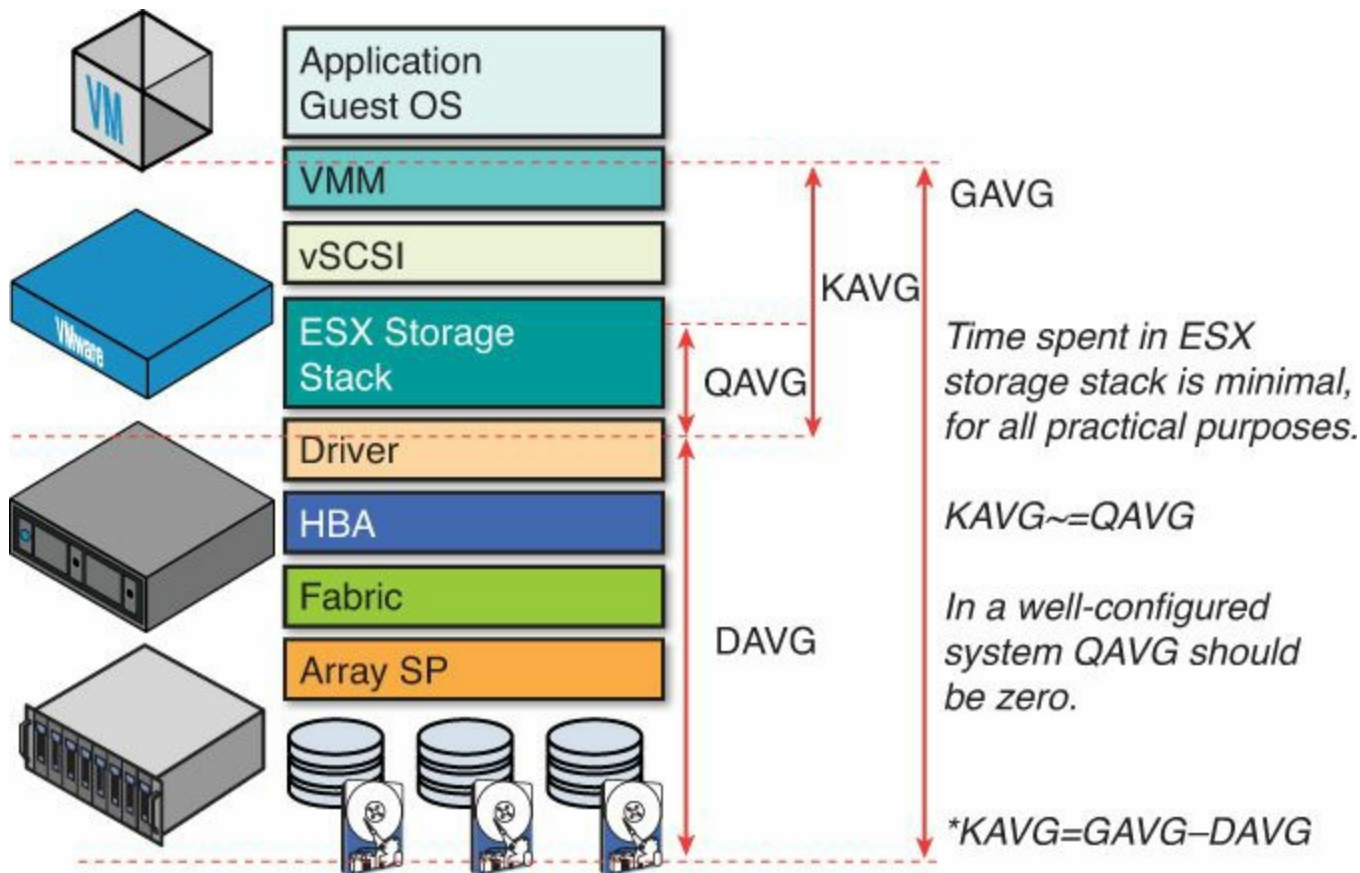 VM
Application
Guest OS
VMM
GAVG
vSCSI
KAVG
VMware
ESX Storage
Stack
QAVG
Time spent in ESX
storage stack is minimal,
for all practical purposes.
Driver
HBA
KAVG~=QAVG
Fabric
In a well-configured
system QAVG should
be zero.
DAVG
Array SP
*KAVG=GAVG–DAVG